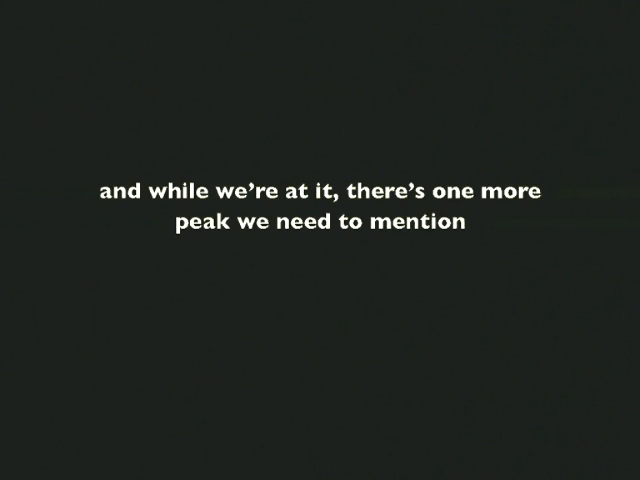 and while we’re at it, there’s one more
peak we need to mention